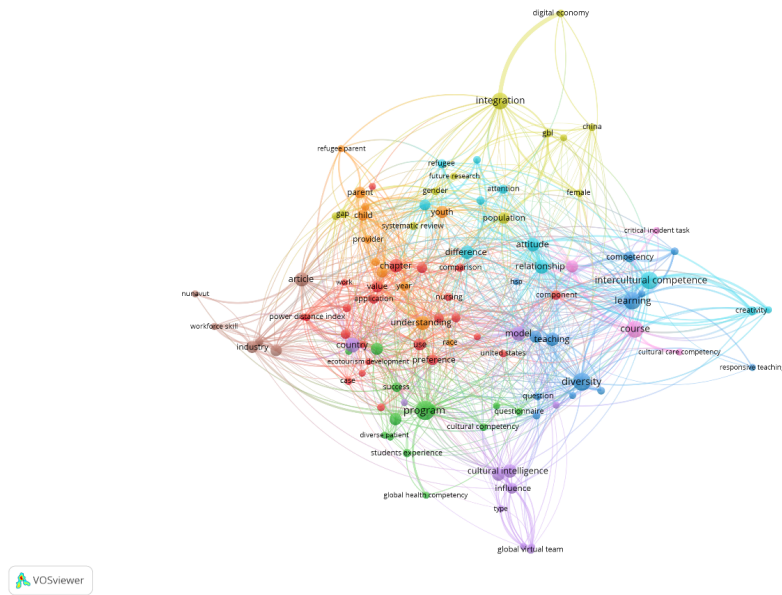 digital economy
integration
china
gbl
refugee parent
refugee
future research
gender
attention
female
parent
youth
gap
child
population
systematic review
critical incident task
provider
attitude
difference
competency
chapter
comparison
relationship
article
work
value
year
hsp
intercultural competence
nunavut
application
nursing
component
learning
creativity
power distance index
understanding
workforce skill
course
model
teaching
industry
country
use
race
preference
united states
cultural care competency
ecotourism development
responsive teaching
case
success
diversity
question
program
questionnaire
cultural competency
diverse patient
students experience
cultural intelligence
influence
global health competency
type
global virtual team
VOSviewer